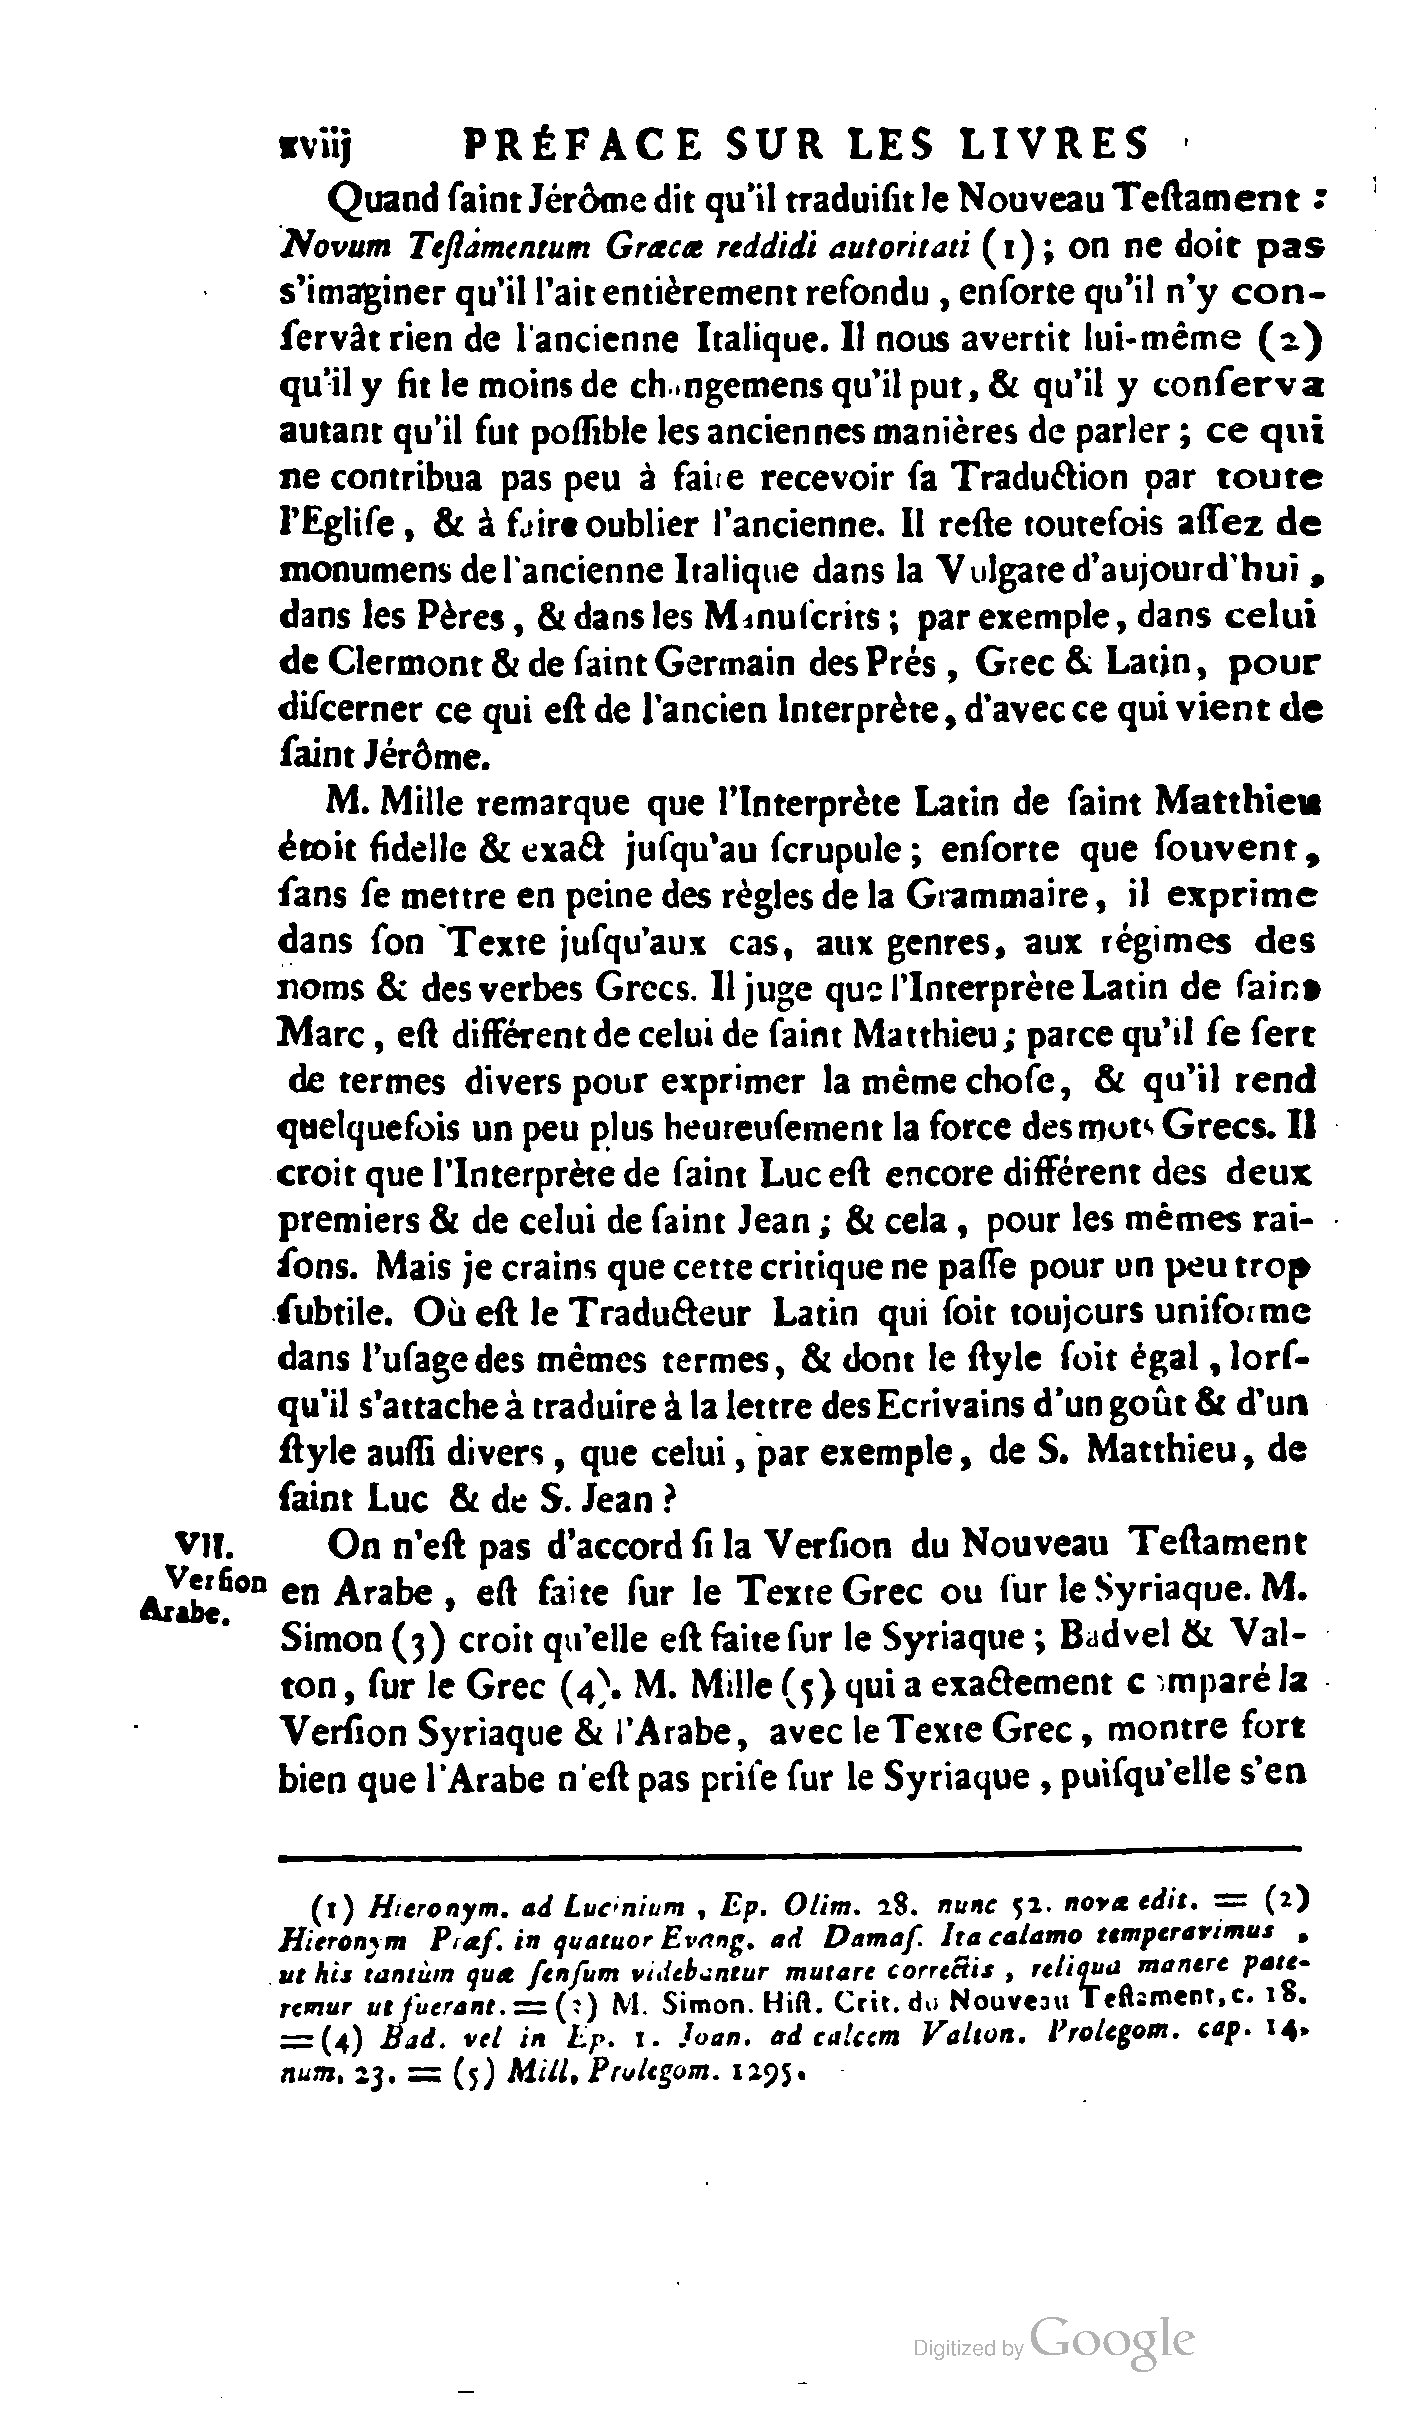 xviij PRÉFACE SUR LES LIVRES
Quand ſaint Jérôme dit qu'il traduiſit le Nouveau Teſtament :
Novum Teſtamentum Græcæ reddidi autoritati (1) ; on ne doit pas
s'imaginer qu'il l'ait entièrement refondu , enſorte qu'il n'y con-
ſervât rien de l'ancienne Italique. Il nous avertit lui-même (2)
qu'il y fit le moins de changemens qu'il put, & qu'il y conſerva
autant qu'il fut poſſible les anciennes manières de parler ; ce qui
ne contribua pas peu à faire recevoir ſa Traduction par toute
l'Egliſe, & à faire oublier l'ancienne. Il reſte toutefois aſſez de
monumens de l'ancienne Italique dans la Vulgate d'aujourd'hui ,
dans les Pères, & dans les Manuſcrits ; par exemple, dans celui
de Clermont & de ſaint Germain des Prés , Grec & Latin, pour
diſcerner ce qui eſt de l'ancien Interprète, d'avec ce qui vient de
ſaint Jérôme.
M. Mille remarque que l'Interprète Latin de ſaint Matthieu
étoit fidelle & exact juſqu'au ſcrupule ; enſorte que ſouvent,
ſans ſe mettre en peine des règles de la Grammaire, il exprime
dans ſon Texte juſqu'aux cas, aux genres, aux régimes des
noms & des verbes Grecs. Il juge que l'Interprète Latin de ſaint
Marc , eſt différent de celui de ſaint Matthieu ; parce qu'il ſe ſert
de termes divers pour exprimer la même choſe, & qu'il rend
quelquefois un peu plus heureuſement la force des mots Grecs. Il
croit que l'Interprète de ſaint Luc eſt encore différent des deux
premiers & de celui de ſaint Jean ; & cela , pour les mêmes rai-
ſons. Mais je crains que cette critique ne paſſe pour un peu trop
ſubtile. Où eſt le Traducteur Latin qui ſoit toujours uniforme
dans l'uſage des mêmes termes, & dont le ſtyle ſoit égal , lorſ-
qu'il s'attache à traduire à la lettre des Ecrivains d'un goût & d'un
ſtyle auſſi divers , que celui, par exemple, de S. Matthieu, de
ſaint Luc & de S. Jean ?
VII.
Verſion
Arabe.
On n'eſt pas d'accord ſi la Verſion du Nouveau Teſtament
en Arabe , eſt faite ſur le Texte Grec ou ſur le Syriaque. M.
Simon (3) croit qu'elle eſt faite ſur le Syriaque ; Badvel & Val-
ton, ſur le Grec (4). M. Mille (5) qui a exactement comparé la
Verſion Syriaque & l'Arabe, avec le Texte Grec , montre fort
bien que l'Arabe n'eſt pas priſe ſur le Syriaque , puiſqu'elle s'en
(1) Hieronym. ad Lucinium , Ep. Olim. 28. nunc 52. novæ edit. = (2)
Hieronym Præf. in quatuor Evang. ad Damaſ. Ita calamo temperavimus ,
ut his tantùm quæ ſenſum videbantur mutare correctis , reliqua manere pate-
remur ut fuerant. = (3) M. Simon. Hiſt. Crit. du Nouveau Teſtament, c. 18.
= (4) Bad. vel in Ep. 1. Joan. ad calcem Valton. Prolegom. cap. 14,
num. 23. = (5) Mill. Prolegom. 1295.
Digitized by Google